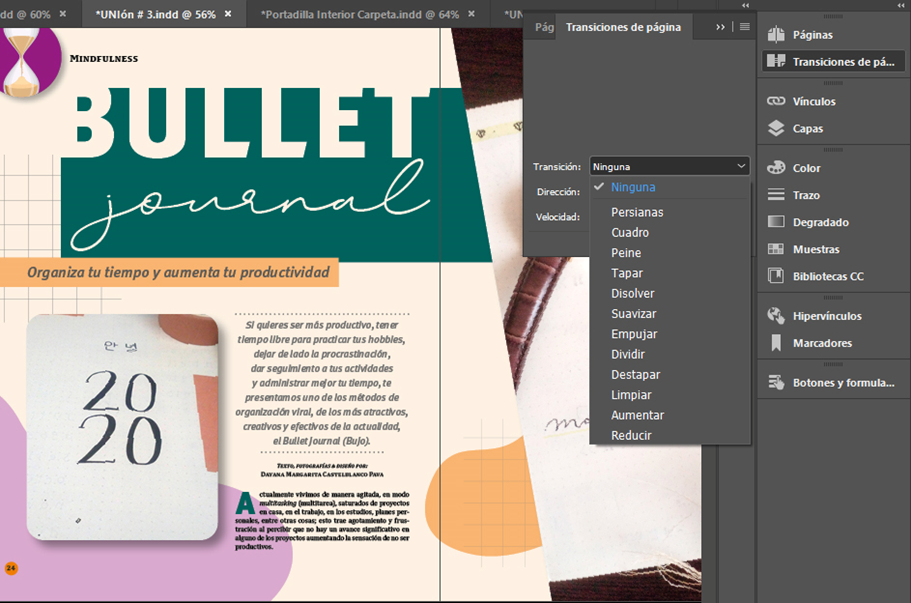 dd @ 60% ×
*UNIón # 3.indd @ 56% ×
*Portadilla Interior Carpeta.indd @ 64% ×
*UN
MINDFULNESS
BULLET
journal
Organiza tu tiempo y aumenta tu productividad
안녕
20
20
Si quieres ser más productivo, tener
tiempo libre para practicar tus hobbies,
dejar de lado la procrastinación,
dar seguimiento a tus actividades
y administrar mejor tu tiempo, te
presentamos uno de los métodos de
organización viral, de los más atractivos,
creativos y efectivos de la actualidad,
el Bullet Journal (Bujo).
TEXTO, FOTOGRAFÍAS & DISEÑO POR:
DAYANA MARGARITA CASTELBLANCO PAVA
Actualmente vivimos de manera agitada, en modo
multitasking (multitarea), saturados de proyectos
en casa, en el trabajo, en los estudios, planes per-
sonales, entre otras cosas; esto trae agotamiento y frus-
tración al percibir que no hay un avance significativo en
alguno de los proyectos aumentando la sensación de no ser
productivos.
24
Pág
Transiciones de página
Transición: Ninguna
Dirección:
Velocidad:
Ninguna
Persianas
Cuadro
Peine
Tapar
Disolver
Suavizar
Empujar
Dividir
Destapar
Limpiar
Aumentar
Reducir
Páginas
Transiciones de pá...
Vínculos
Capas
Color
Trazo
Degradado
Muestras
Bibliotecas CC
Hipervínculos
Marcadores
Botones y formula...